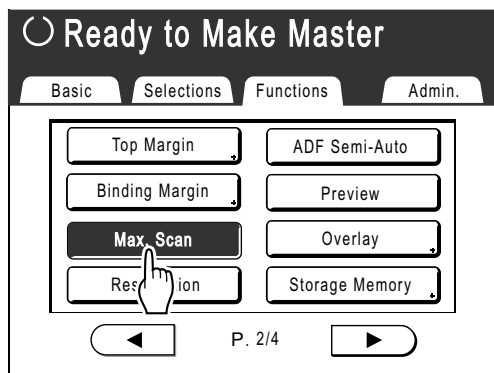 Ready to Make Master
Basic Selections Functions Admin.
Top Margin ADF Semi-Auto
Binding Margin Preview
Max. Scan Overlay
Storage Memory
P. 2/4